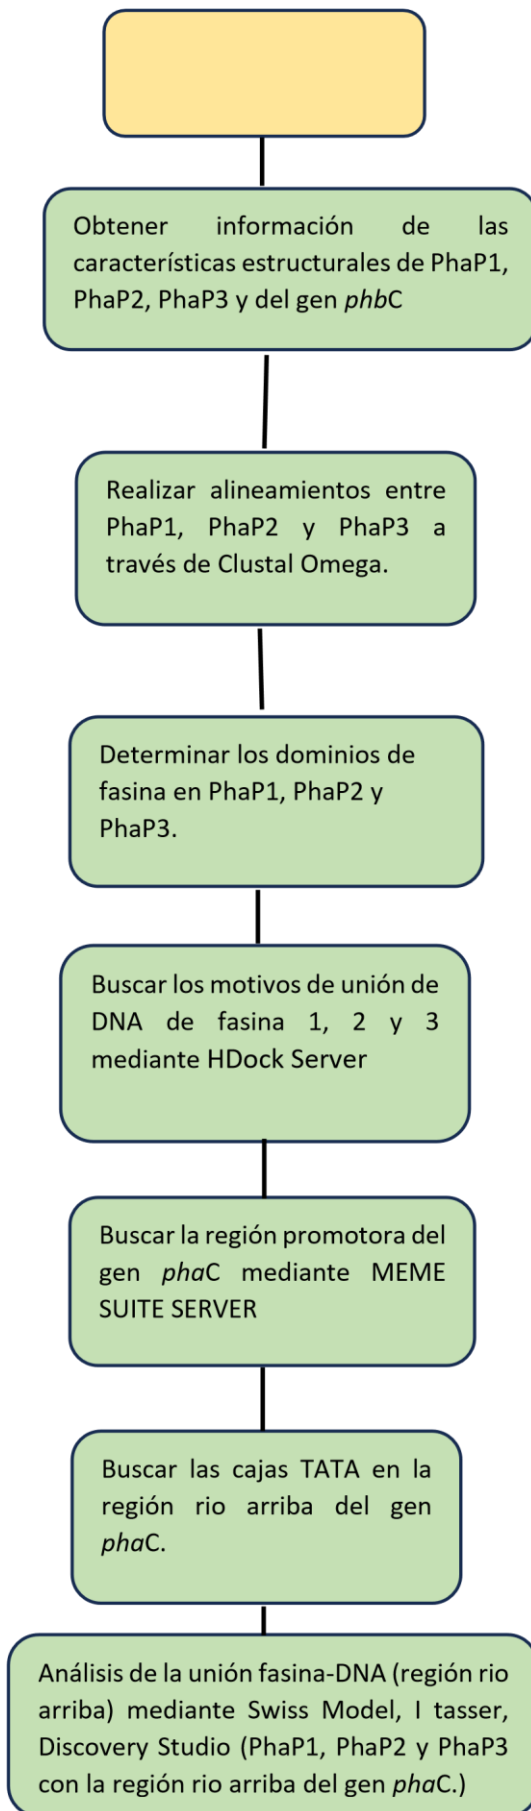 Obtener información de las
características estructurales de PhaP1,
PhaP2, PhaP3 y del gen phbC
Realizar alineamientos entre
PhaP1, PhaP2 y PhaP3 a
través de Clustal Omega.
Determinar los dominios de
fasina en PhaP1, PhaP2 y
PhaP3.
Buscar los motivos de unión de
DNA de fasina 1, 2 y 3
mediante HDock Server
Buscar la región promotora del
gen phaC mediante MEME
SUITE SERVER
Buscar las cajas TATA en la
región rio arriba del gen
phaC.
Análisis de la unión fasina-DNA (región rio
arriba) mediante Swiss Model, I tasser,
Discovery Studio (PhaP1, PhaP2 y PhaP3
con la región rio arriba del gen phaC.)